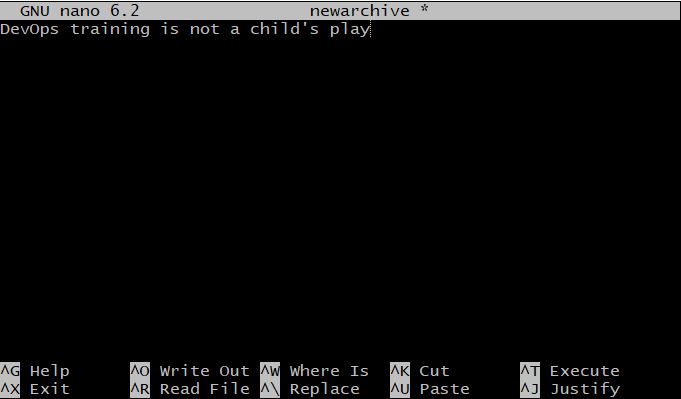 GNU nano 6.2 newarchive *
DevOps training is not a child's play
^G Help ^O Write Out ^W Where Is ^K Cut ^T Execute
^X Exit ^R Read File ^\ Replace ^U Paste ^J Justify